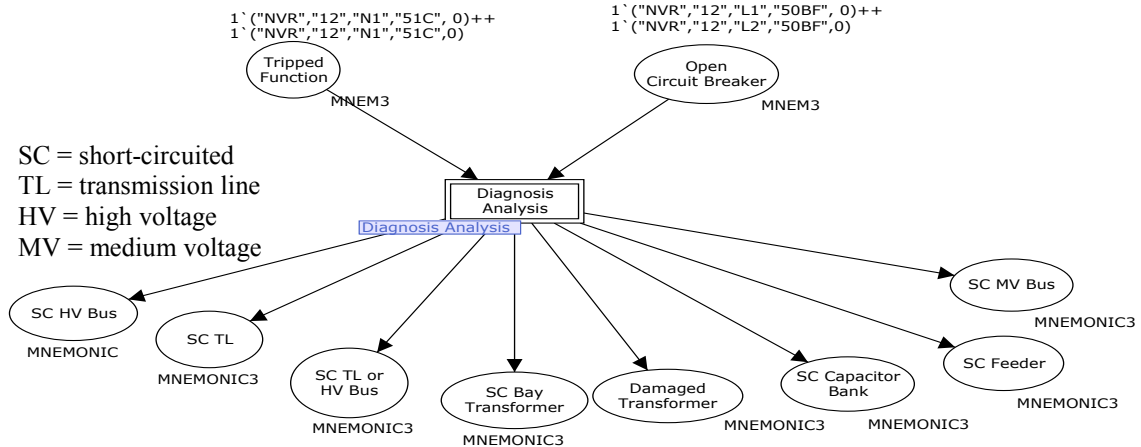 1`("NVR","12","N1","51C", 0)++
1`("NVR","12","N1","51C",0)
1`("NVR","12","L1","50BF", 0)++
1`("NVR","12","L2","50BF",0)
Tripped
Function
MNEM3
Open
Circuit Breaker
MNEM3
SC = short-circuited
TL = transmission line
HV = high voltage
MV = medium voltage
Diagnosis
Analysis
Diagnosis Analysis
SC HV Bus
MNEMONIC
SC TL
MNEMONIC3
SC TL or
HV Bus
MNEMONIC3
SC Bay
Transformer
MNEMONIC3
Damaged
Transformer
MNEMONIC3
SC Capacitor
Bank
MNEMONIC3
SC Feeder
MNEMONIC3
SC MV Bus
MNEMONIC3